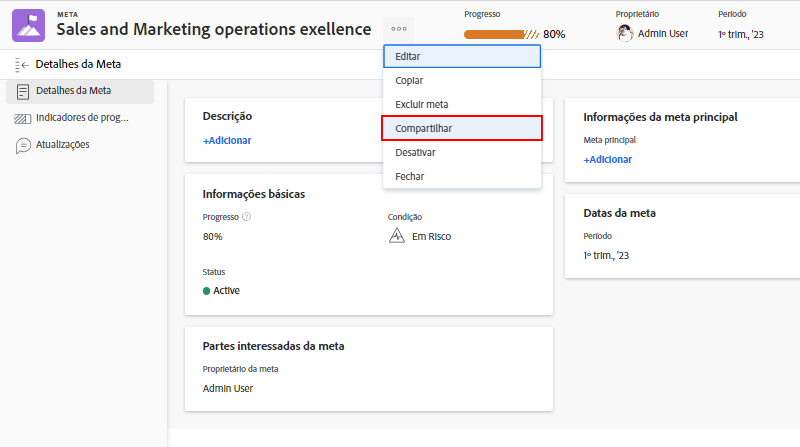 META
Sales and Marketing operations exellence
Progresso
80%
Proprietário
Admin User
Período
1º trim., '23
Detalhes da Meta
Detalhes da Meta
Indicadores de prog...
Atualizações
Editar
Copiar
Excluir meta
Compartilhar
Desativar
Fechar
Descrição
+Adicionar
Informações básicas
Progresso
80%
Condição
Em Risco
Status
Active
Partes interessadas da meta
Proprietário da meta
Admin User
Informações da meta principal
Meta principal
+Adicionar
Datas da meta
Período
1º trim., '23